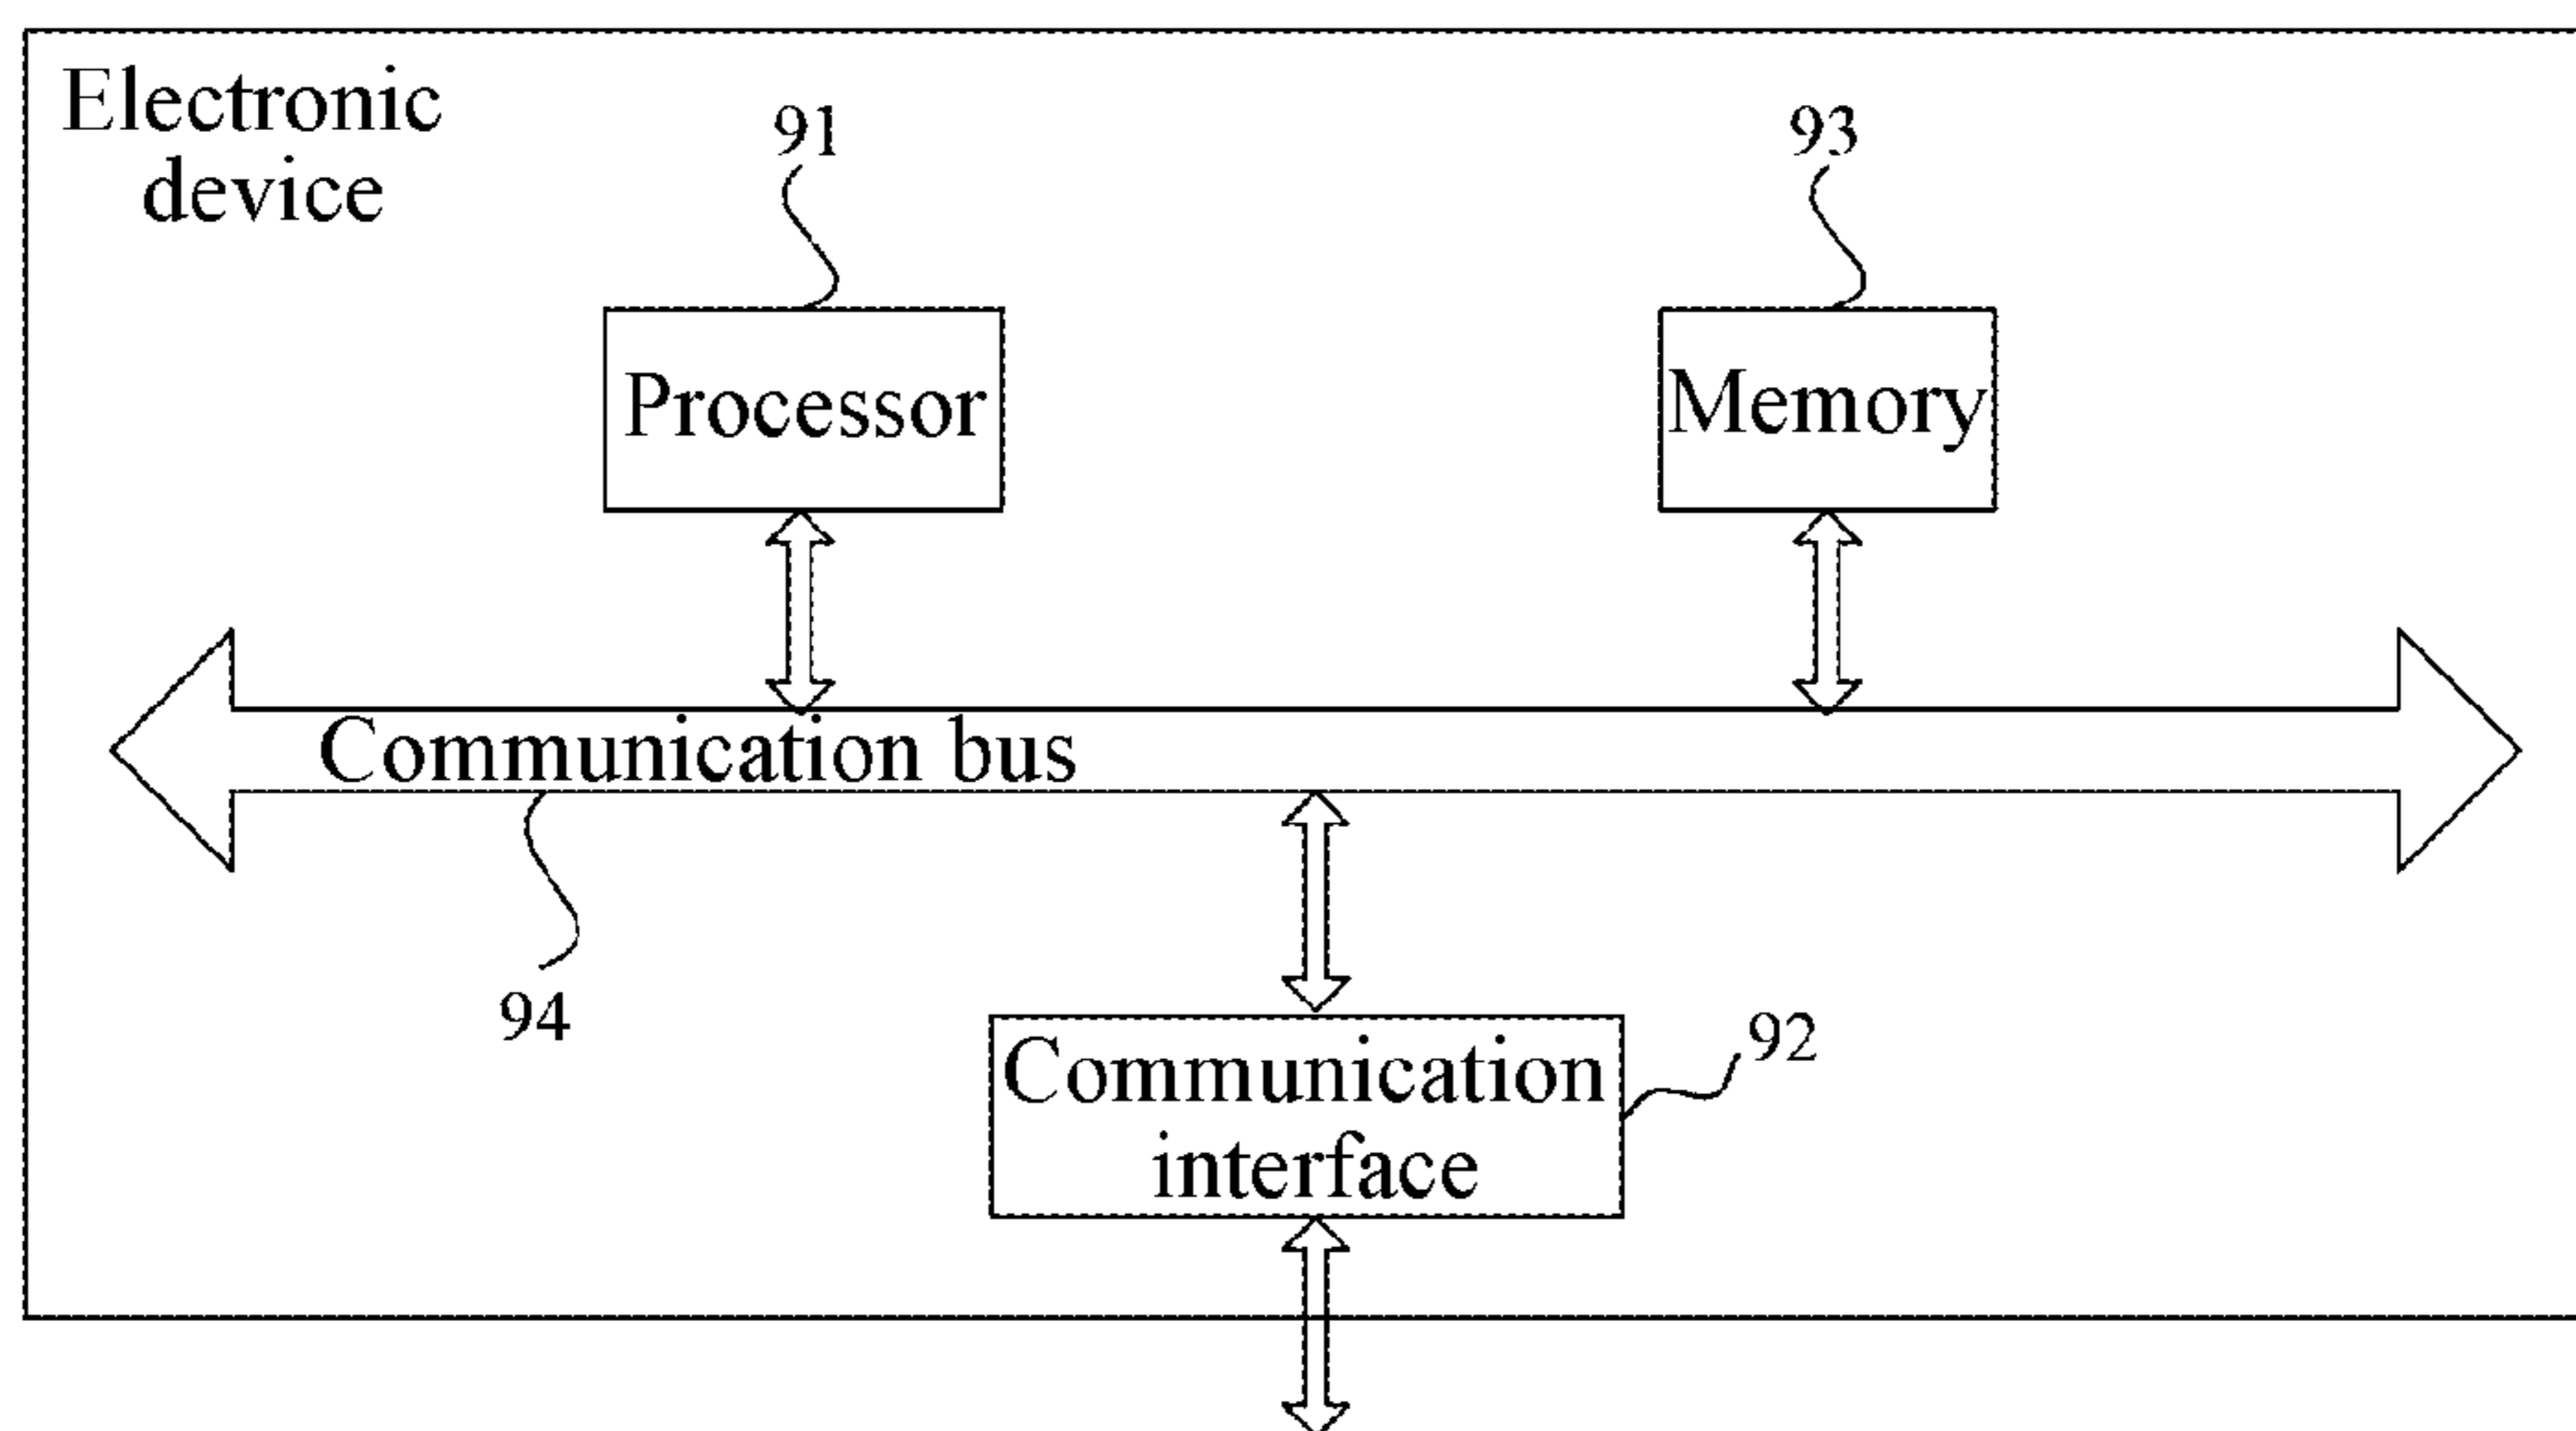 Electronic
device
91
93
Processor
Memory
Communication bus
94
Communication
interface
92